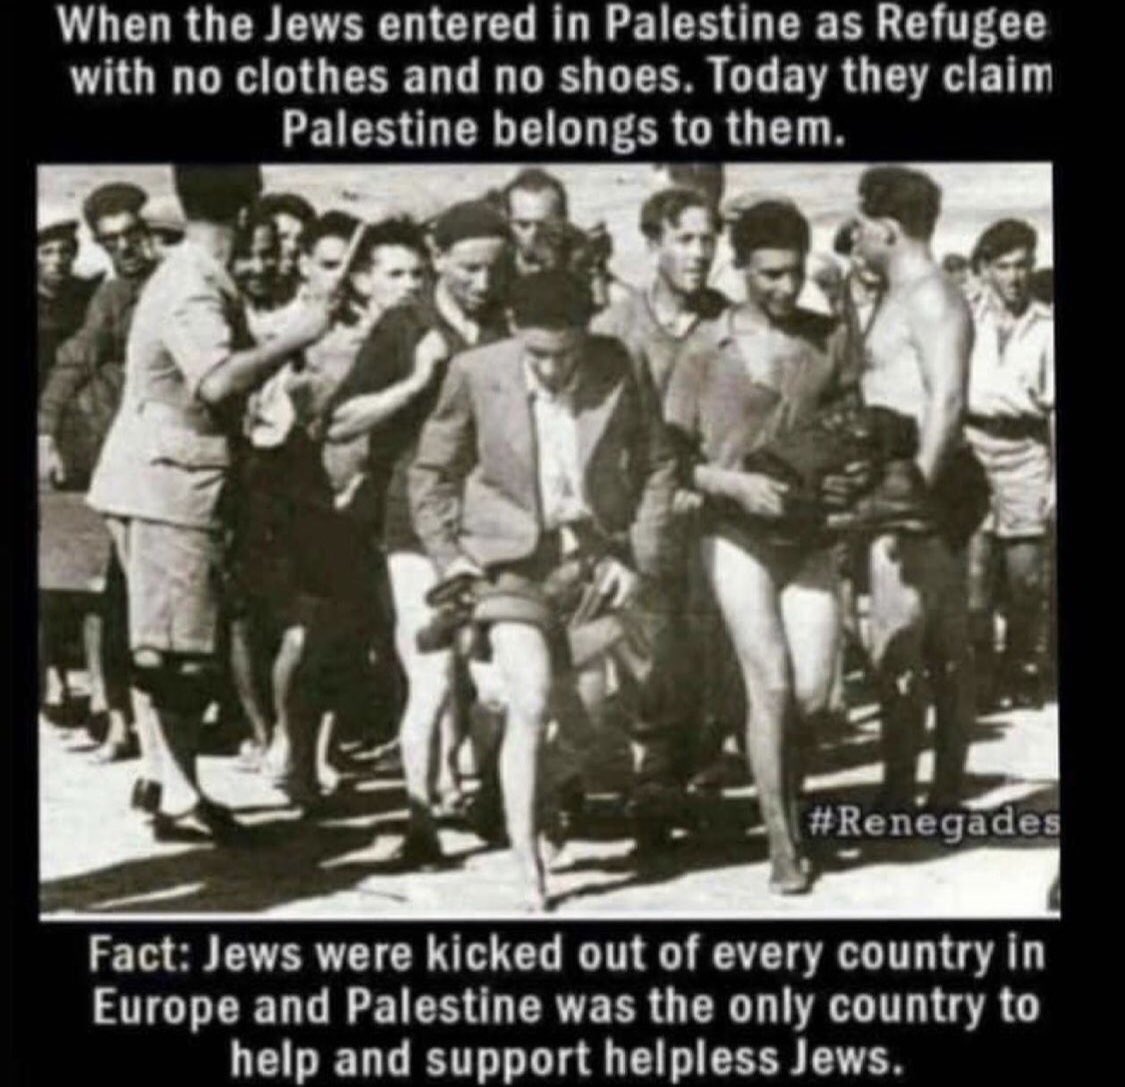 When the Jews entered in Palestine as Refugee
with no clothes and no shoes. Today they claim
Palestine belongs to them.
#Renegades
Fact: Jews were kicked out of every country in
Europe and Palestine was the only country to
help and support helpless Jews.